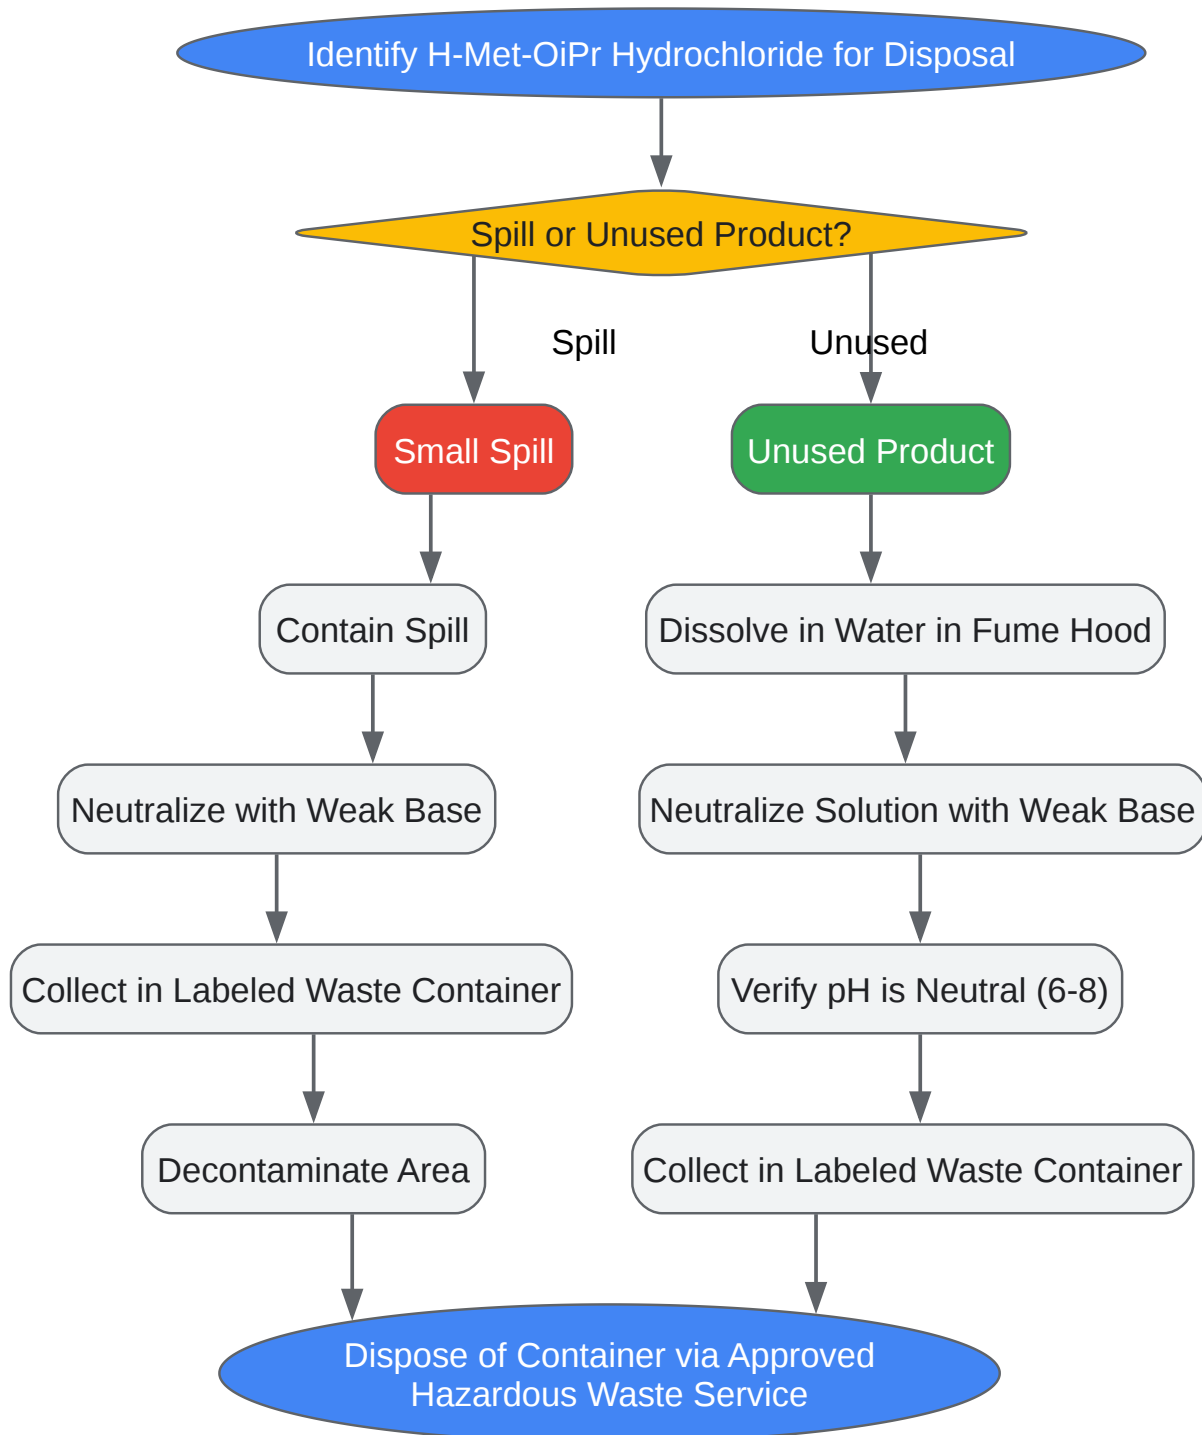 Identify H-Met-OiPr Hydrochloride for Disposal
Spill or Unused Product?
Spill
Unused
Small Spill
Unused Product
Contain Spill
Dissolve in Water in Fume Hood
Neutralize with Weak Base
Neutralize Solution with Weak Base
Collect in Labeled Waste Container
Verify pH is Neutral (6-8)
Decontaminate Area
Collect in Labeled Waste Container
Dispose of Container via Approved
Hazardous Waste Service